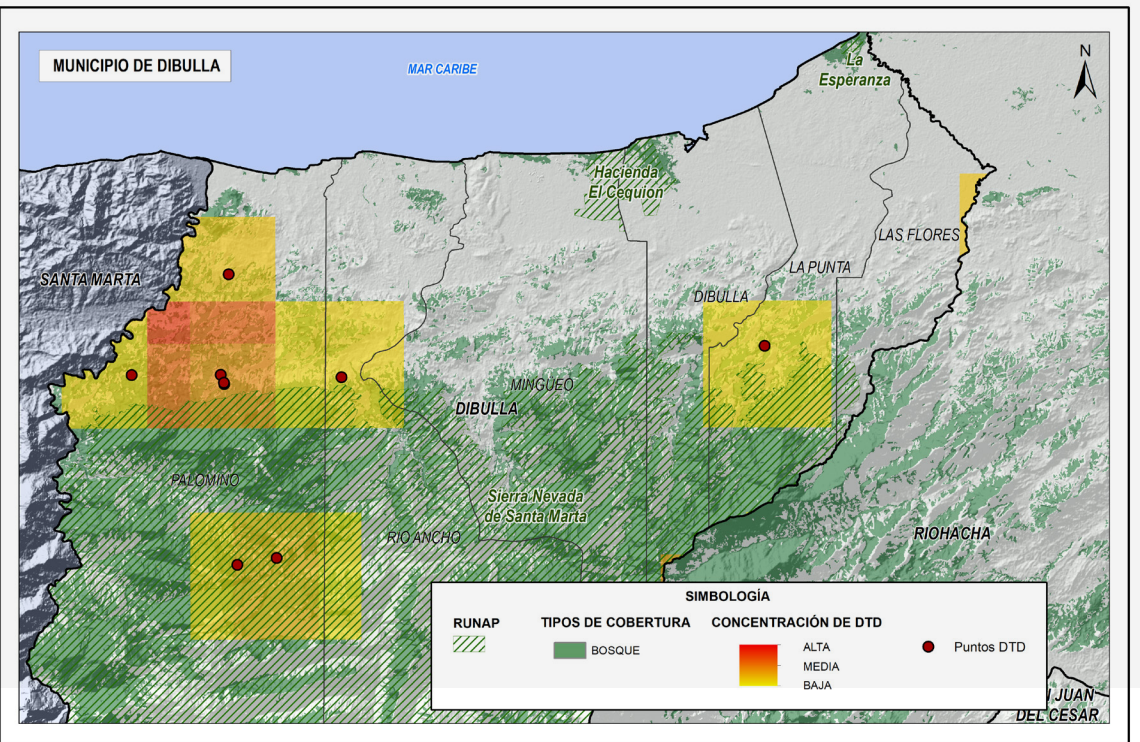 MUNICIPIO DE DIBULLA
MAR CARIBE
N
La
Esperanza
Hacienda
El Cequion
LAS FLORES
SANTA MARTA
LA PUNTA
DIBULLA
MINGUEO
DIBULLA
PALOMINO
Sierra Nevada
de Santa Marta
RIO ANCHO
RIOHACHA
SIMBOLOGÍA
RUNAP
TIPOS DE COBERTURA
BOSQUE
CONCENTRACIÓN DE DTD
ALTA
MEDIA
BAJA
Puntos DTD
JUAN
DEL CESAR